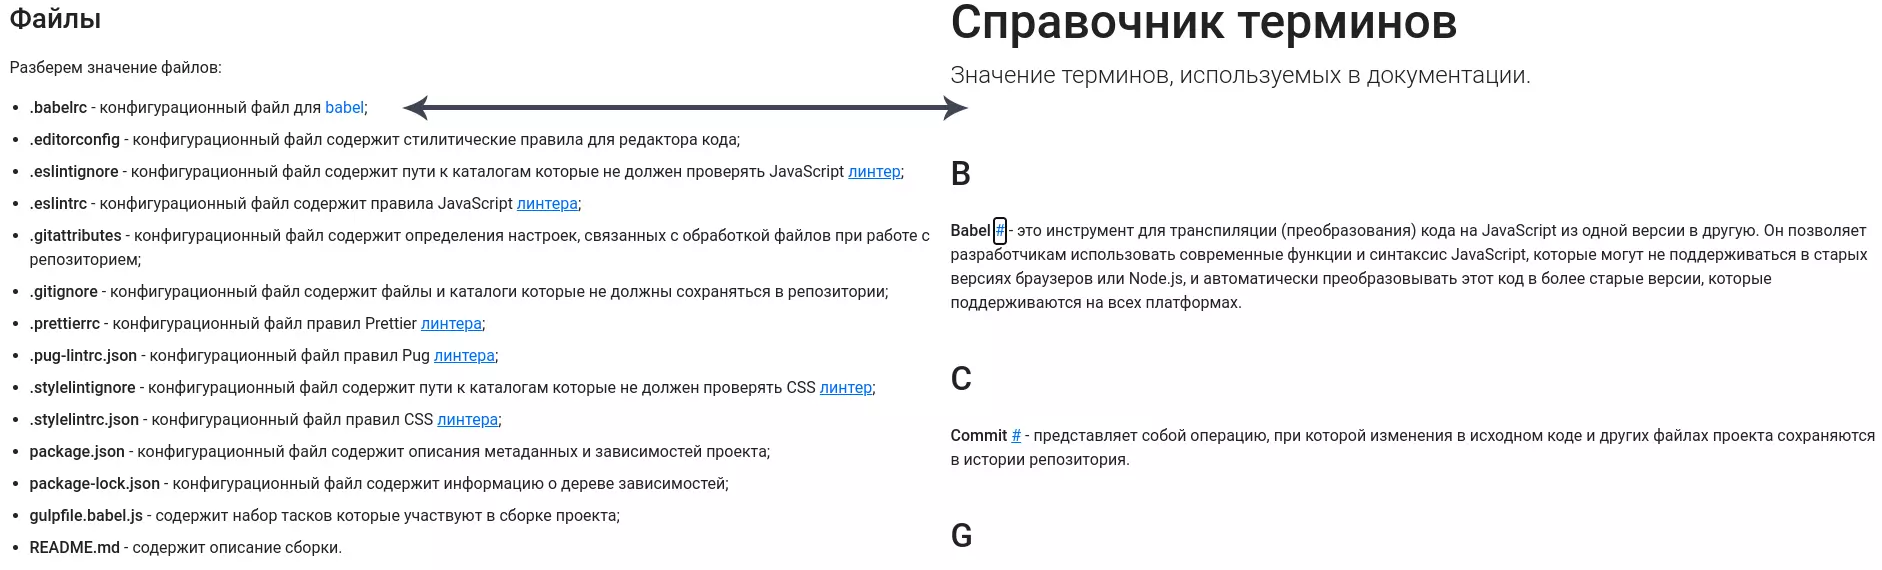 Файлы
Разберем значение файлов:
.babelrc - конфигурационный файл для babel;
.editorconfig - конфигурационный файл содержит стилитические правила для редактора кода;
.eslintignore - конфигурационный файл содержит пути к каталогам которые не должен проверять JavaScript линтер;
.eslintrc - конфигурационный файл содержит правила JavaScript линтера;
.gitattributes - конфигурационный файл содержит определения настроек, связанных с обработкой файлов при работе с
репозиторием;
.gitignore - конфигурационный файл содержит файлы и каталоги которые не должны сохраняться в репозитории;
.prettierrc - конфигурационный файл правил Prettier линтера;
.pug-lintrc.json - конфигурационный файл правил Pug линтера;
.stylelintignore - конфигурационный файл содержит пути к каталогам которые не должен проверять CSS линтер;
.stylelintrc.json - конфигурационный файл правил CSS линтера;
package.json - конфигурационный файл содержит описания метаданных и зависимостей проекта;
package-lock.json - конфигурационный файл содержит информацию о дереве зависимостей;
gulpfile.babel.js - содержит набор тасков которые участвуют в сборке проекта;
README.md - содержит описание сборки.
Справочник терминов
Значение терминов, используемых в документации.
B
Babel # - это инструмент для транспиляции (преобразования) кода на JavaScript из одной версии в другую. Он позволяет
разработчикам использовать современные функции и синтаксис JavaScript, которые могут не поддерживаться в старых
версиях браузеров или Node.js, и автоматически преобразовывать этот код в более старые версии, которые
поддерживаются на всех платформах.
C
Commit # - представляет собой операцию, при которой изменения в исходном коде и других файлах проекта сохраняются
в истории репозитория.
G